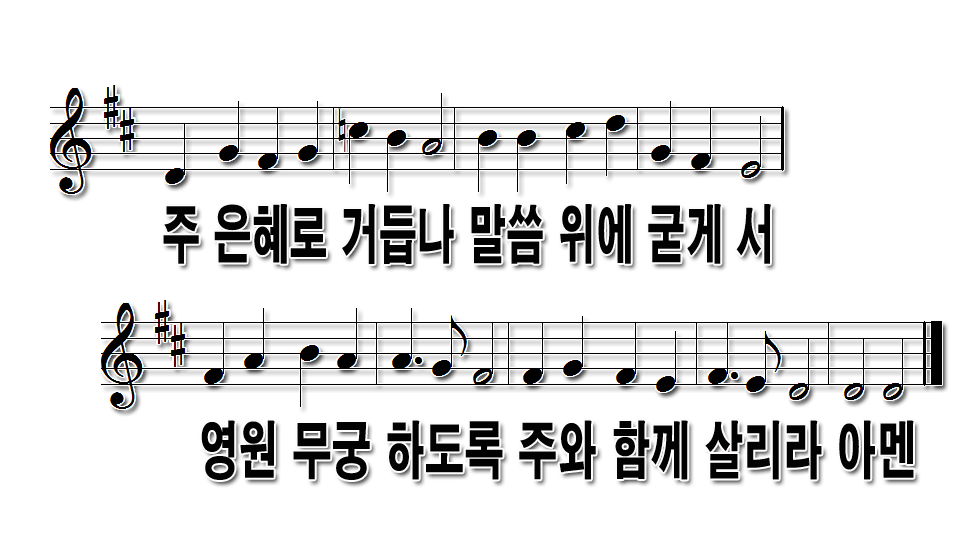 주 은혜로 거듭나 말씀 위에 굳게 서
영원 무궁 하도록 주와 함께 살리라 아멘